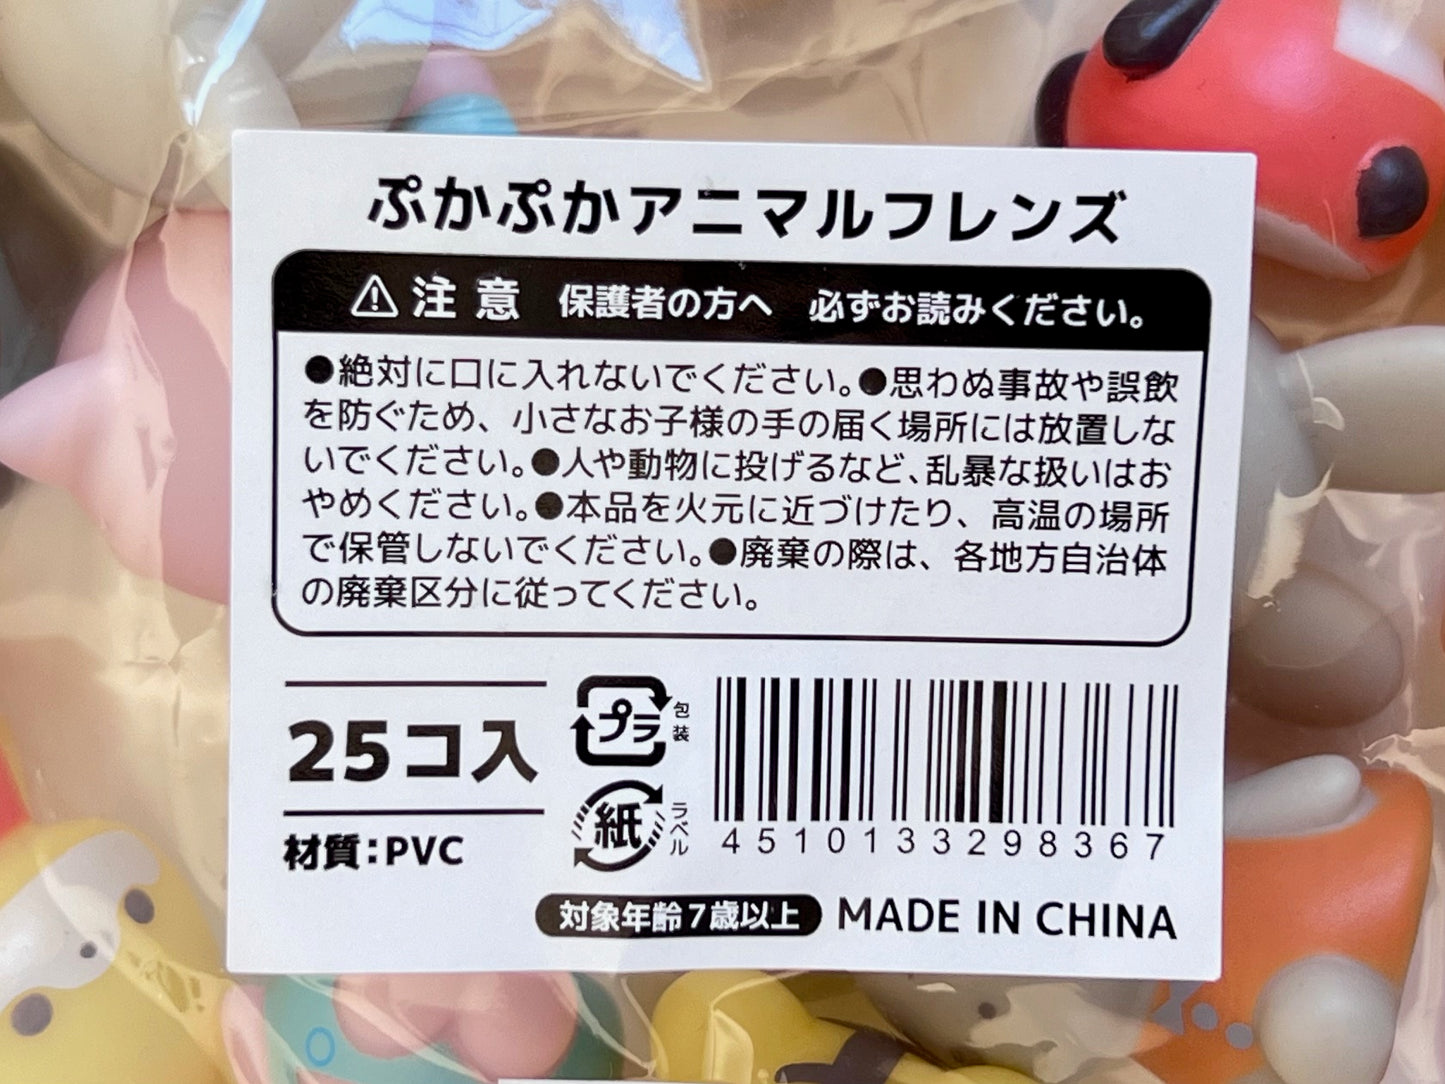 ぷかぷかアニマルフレンズ
⚠注意 保護者の方へ 必ずお読みください。
●絶対に口に入れないでください。●思わぬ事故や誤飲
を防ぐため、小さなお子様の手の届く場所には放置しな
いでください。●人や動物に投げるなど、乱暴な扱いはお
やめください。●本品を火元に近づけたり、高温の場所
で保管しないでください。●廃棄の際は、各地方自治体
の廃棄区分に従ってください。
25コ入
材質:PVC
プラ 包装
紙 ラベル
4510133298367
対象年齢7歳以上 MADE IN CHINA